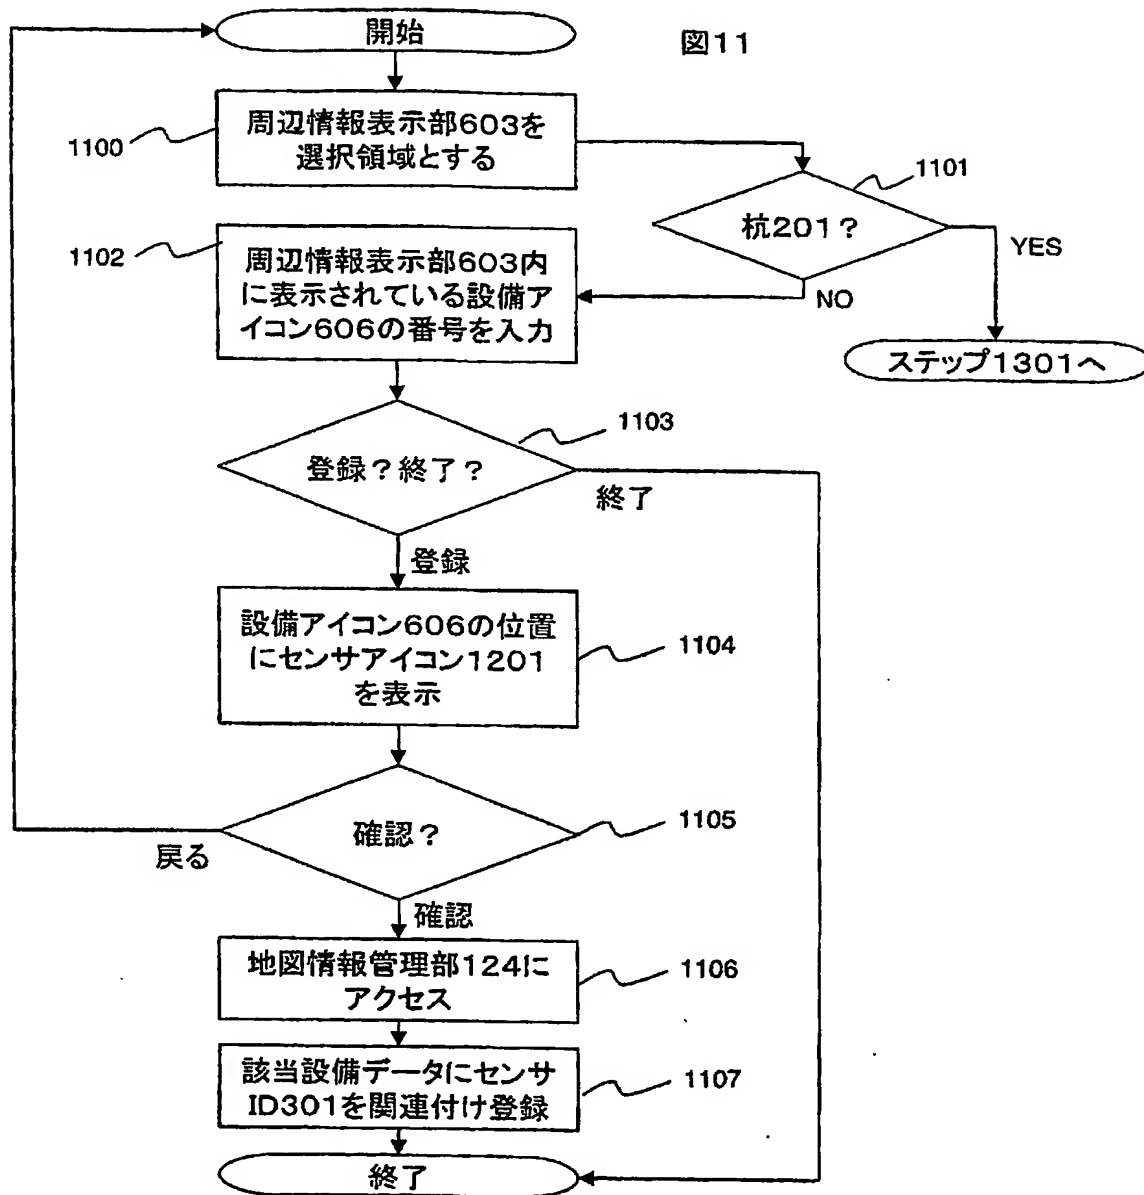 開始
図11
1100
周辺情報表示部603を
選択領域とする
1101
杭201？
YES
NO
ステップ1301へ
1102
周辺情報表示部603内
に表示されている設備ア
イコン606の番号を入力
1103
登録？終了？
終了
登録
設備アイコン606の位置
にセンサアイコン1201
を表示
1104
確認？
1105
戻る
確認
地図情報管理部124に
アクセス
1106
該当設備データにセンサ
ID301を関連付け登録
1107
終了